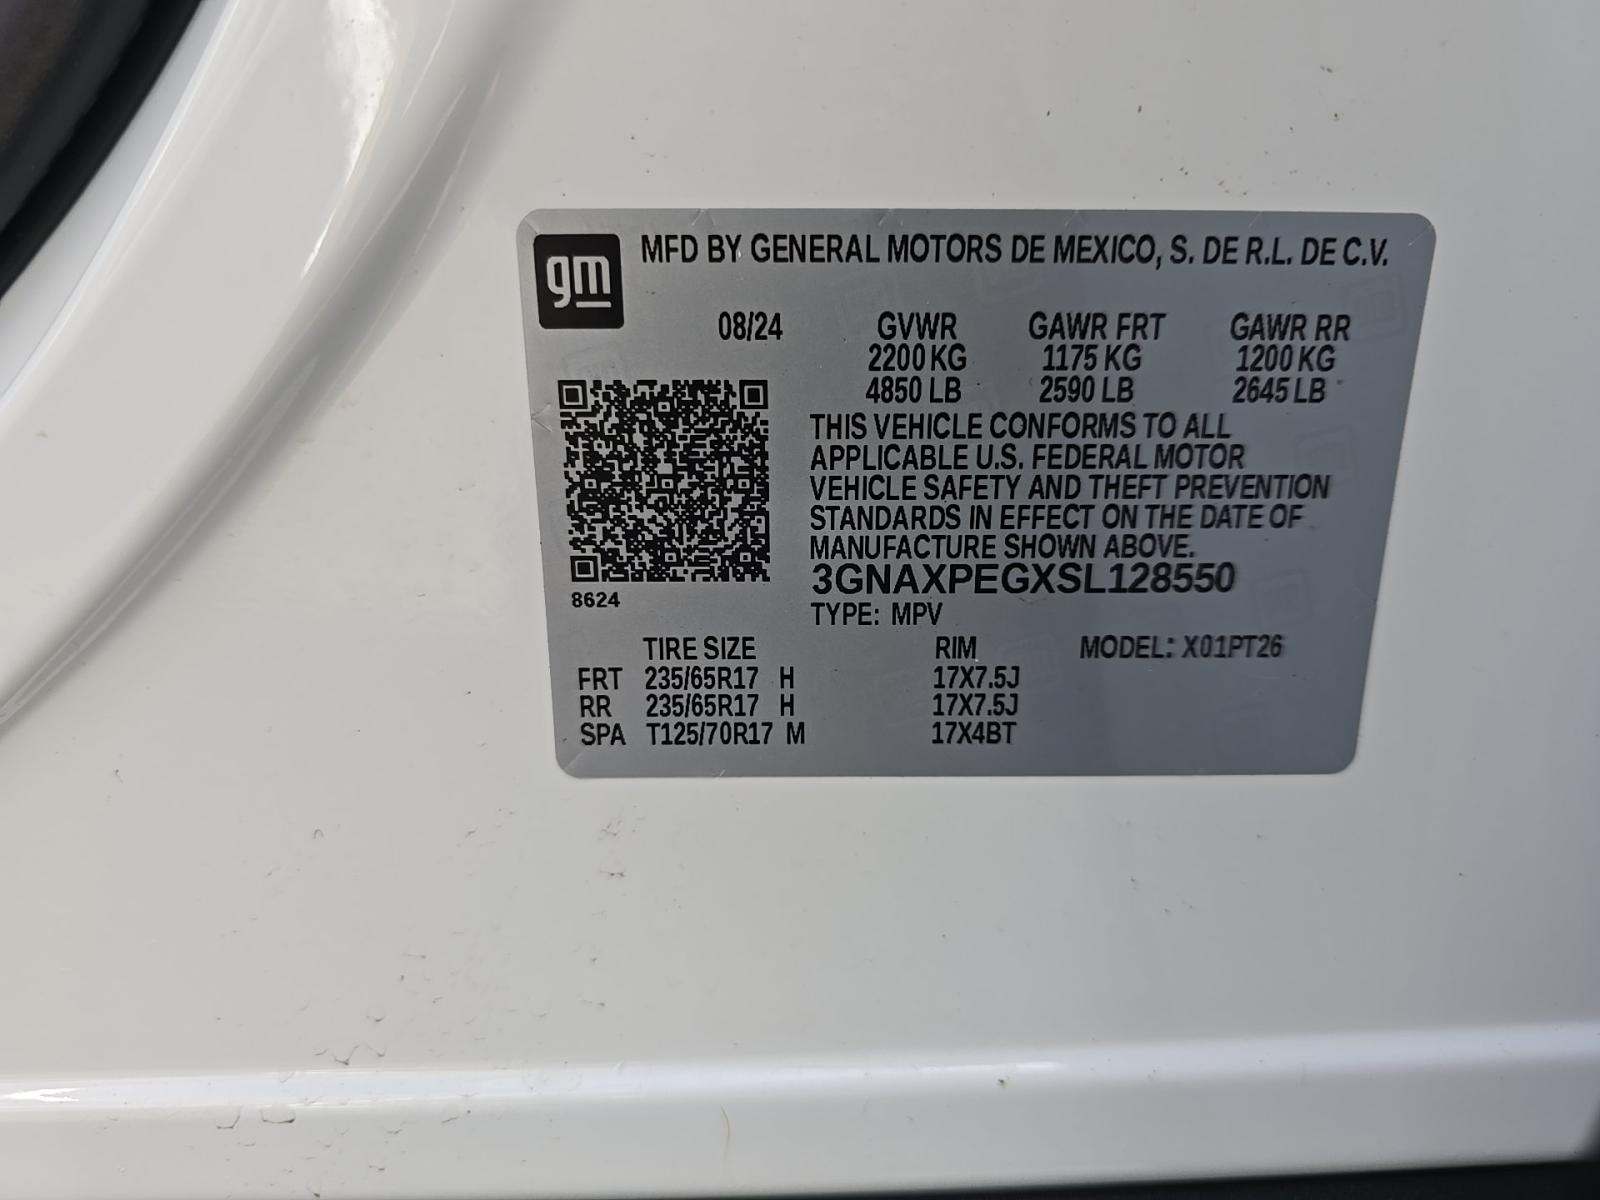 gm
MFD BY GENERAL MOTORS DE MEXICO, S. DE R.L. DE C.V.
08/24 GVWR GAWR FRT GAWR RR
2200 KG 1175 KG 1200 KG
4850 LB 2590 LB 2645 LB
THIS VEHICLE CONFORMS TO ALL
APPLICABLE U.S. FEDERAL MOTOR
VEHICLE SAFETY AND THEFT PREVENTION
STANDARDS IN EFFECT ON THE DATE OF
MANUFACTURE SHOWN ABOVE.
3GNAXPEGXSL128550
8624
TYPE: MPV
TIRE SIZE RIM MODEL: X01PT26
FRT 235/65R17 H 17X7.5J
RR 235/65R17 H 17X7.5J
SPA T125/70R17 M 17X4BT